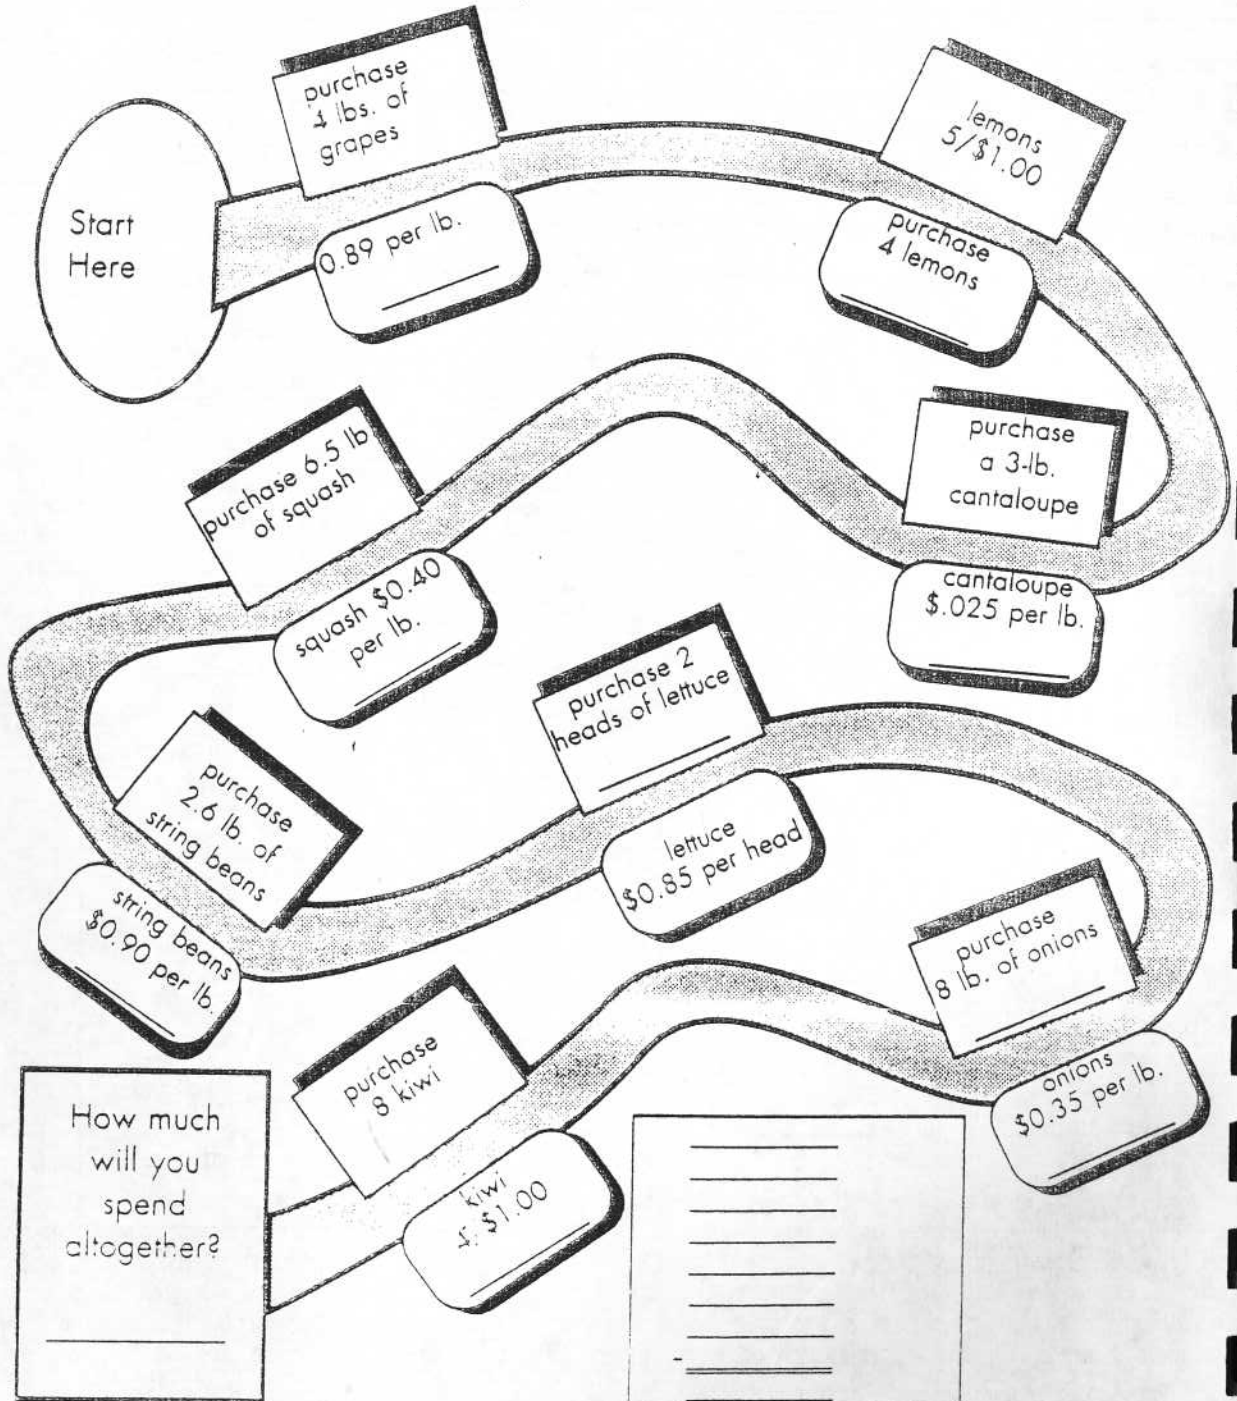 Start
Here
purchase
4 lbs. of
grapes
0.89 per lb.
lemons
5/$1.00
purchase
4 lemons
purchase
a 3-lb.
cantaloupe
cantaloupe
$.025 per lb.
purchase 6.5 lb
of squash
squash $0.40
per lb.
purchase
2.6 lb. of
string beans
string beans
$0.90 per lb.
purchase 2
heads of lettuce
lettuce
$0.85 per head
purchase
8 lb. of onions
onions
$0.35 per lb.
purchase
8 kiwi
kiwi
4/$1.00
How much
will you
spend
altogether?